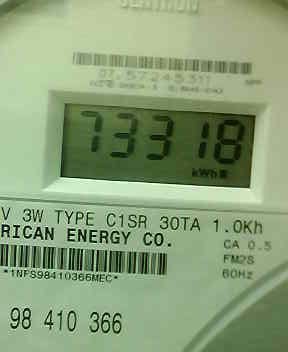 CENTRON
73318
kWh
V 3W TYPE C1SR 30TA 1.0Kh
RICAN ENERGY CO. CA 0.5
FM2S
60Hz
*1NFS98410366MEC*
98 410 366